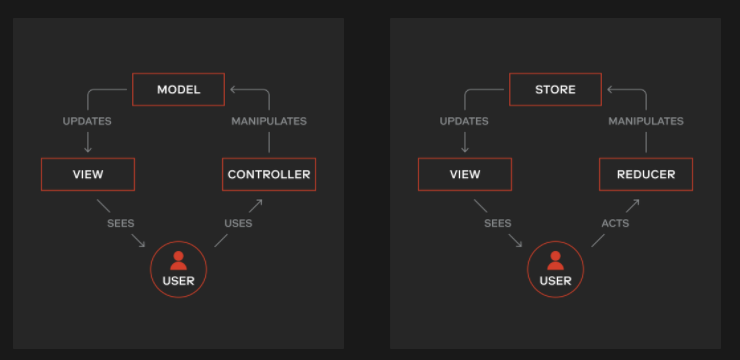 MODEL
UPDATES
MANIPULATES
VIEW
CONTROLLER
SEES
USES
USER
STORE
UPDATES
MANIPULATES
VIEW
REDUCER
SEES
ACTS
USER